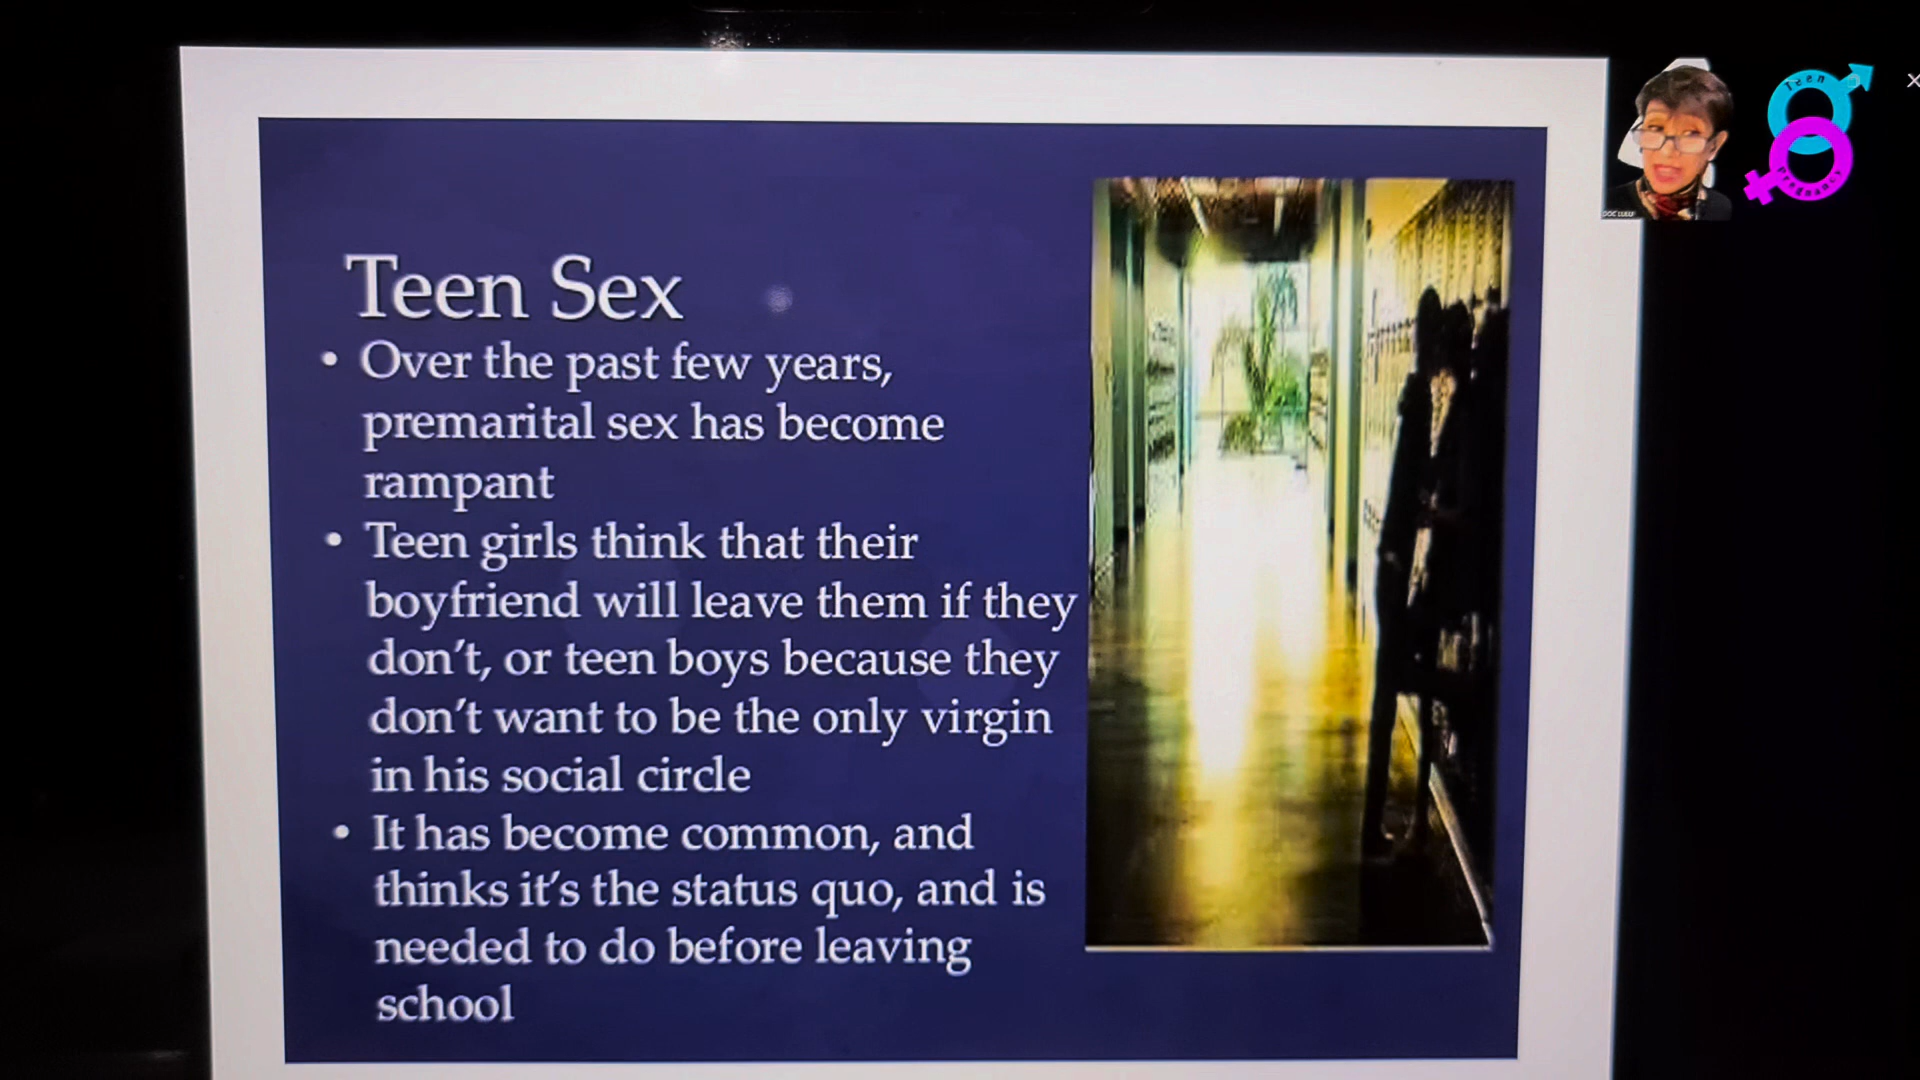 Teen Sex
• Over the past few years,
premarital sex has become
rampant
• Teen girls think that their
boyfriend will leave them if they
don't, or teen boys because they
don't want to be the only virgin
in his social circle
• It has become common, and
thinks it's the status quo, and is
needed to do before leaving
school
Teen
Pregnancy
DOC LULU